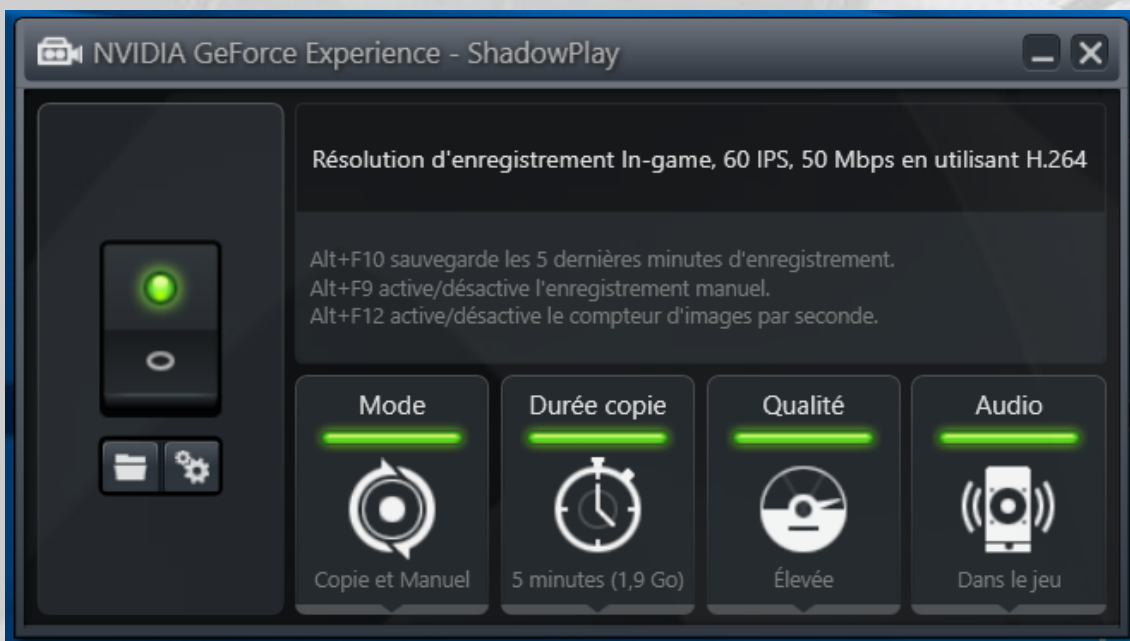 NVIDIA GeForce Experience - ShadowPlay
Résolution d'enregistrement In-game, 60 IPS, 50 Mbps en utilisant H.264
Alt+F10 sauvegarde les 5 dernières minutes d'enregistrement.
Alt+F9 active/désactive l'enregistrement manuel.
Alt+F12 active/désactive le compteur d'images par seconde.
Mode
Durée copie
Qualité
Audio
Copie et Manuel
5 minutes (1,9 Go)
Élevée
Dans le jeu